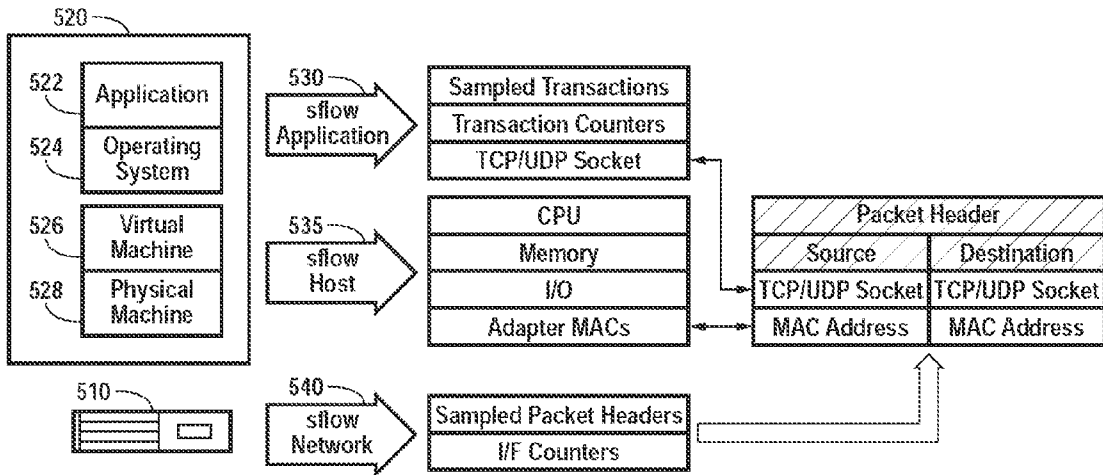 520
522
Application
524
Operating
System
526
Virtual
Machine
528
Physical
Machine
510
530
sflow
Application
535
sflow
Host
540
sflow
Network
Sampled Transactions
Transaction Counters
TCP/UDP Socket
CPU
Memory
I/O
Adapter MACs
Sampled Packet Headers
I/F Counters
Packet Header
Source Destination
TCP/UDP Socket TCP/UDP Socket
MAC Address MAC Address